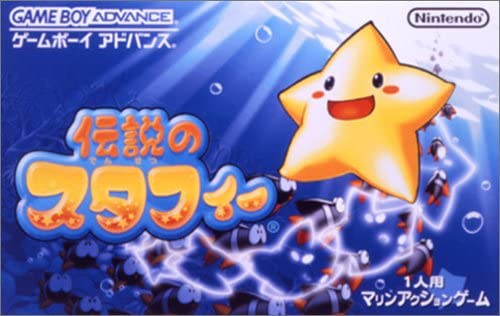 GAME BOY ADVANCE
ゲームボーイ アドバンス®
Nintendo®
伝説の
でんせつ
スタフィー®
1人用
マリンアクションゲーム